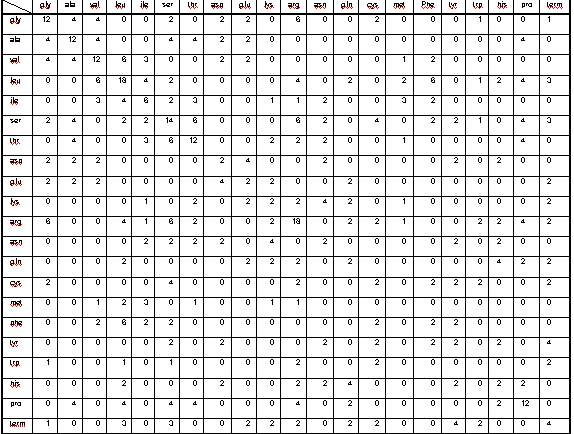 gly ala val leu ile ser thr asp glu lys arg asn gln cys met Phe tyr trp his pro term
gly 12 4 4 0 0 2 0 2 2 0 6 0 0 2 0 0 0 1 0 0 1
ala 4 12 4 0 0 4 4 2 2 0 0 0 0 0 0 0 0 0 0 4 0
val 4 4 12 6 3 0 0 2 2 0 0 0 0 0 1 2 0 0 0 0 0
leu 0 0 6 18 4 2 0 0 0 0 4 0 2 0 2 6 0 1 2 4 3
ile 0 0 3 4 6 2 3 0 0 1 1 2 0 0 3 2 0 0 0 0 0
ser 2 4 0 2 2 14 6 0 0 0 6 2 0 4 0 2 2 1 0 4 3
thr 0 4 0 0 3 6 12 0 0 2 2 2 0 0 1 0 0 0 0 4 0
asp 2 2 2 0 0 0 0 2 4 0 0 2 0 0 0 0 2 0 2 0 0
glu 2 2 2 0 0 0 0 4 2 2 0 0 2 0 0 0 0 0 0 0 2
lys 0 0 0 0 1 0 2 0 2 2 2 4 2 0 1 0 0 0 0 0 2
arg 6 0 0 4 1 6 2 0 0 2 18 0 2 2 1 0 0 2 2 4 2
asn 0 0 0 0 2 2 2 2 0 4 0 2 0 0 0 0 2 0 2 0 0
gln 0 0 0 2 0 0 0 0 2 2 2 0 2 0 0 0 0 0 4 2 2
cys 2 0 0 0 0 4 0 0 0 0 2 0 0 2 0 2 2 2 0 0 2
met 0 0 1 2 3 0 1 0 0 1 1 0 0 0 0 0 0 0 0 0 0
phe 0 0 2 6 2 2 0 0 0 0 0 0 0 2 0 2 2 0 0 0 0
tyr 0 0 0 0 0 2 0 2 0 0 0 2 0 2 0 2 2 0 2 0 4
trp 1 0 0 1 0 1 0 0 0 0 2 0 0 2 0 0 0 0 0 0 2
his 0 0 0 2 0 0 0 2 0 0 2 2 4 0 0 0 2 0 2 2 0
pro 0 4 0 4 0 4 4 0 0 0 4 0 2 0 0 0 0 0 2 12 0
term 1 0 0 3 0 3 0 0 2 2 2 0 2 2 0 0 4 2 0 0 4